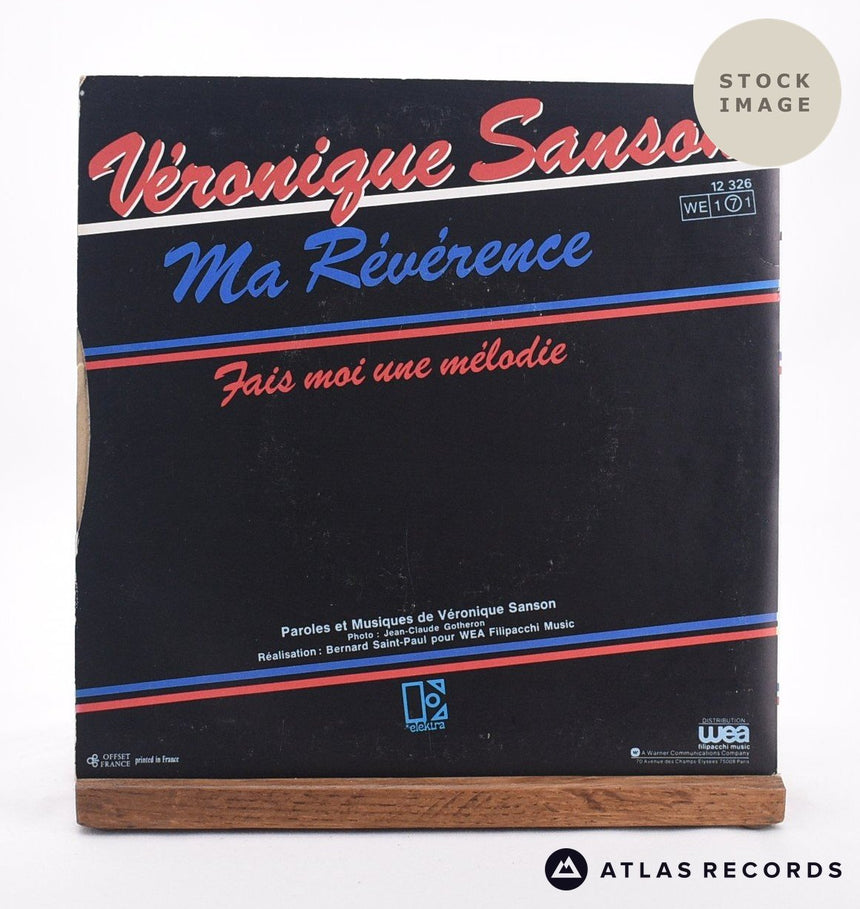 STOCK
IMAGE
Véronique Sanson
12 326
WE 1 7 1
Ma Révérence
Fais moi une mélodie
Paroles et Musiques de Véronique Sanson
Photo : Jean-Claude Gotheron
Réalisation : Bernard Saint-Paul pour WEA Filipacchi Music
elektra
OFFSET
FRANCE printed in France
DISTRIBUTION
wea
filipacchi music
A Warner Communications Company
70 Avenue des Champs Elysées 75008 Paris
ATLAS RECORDS